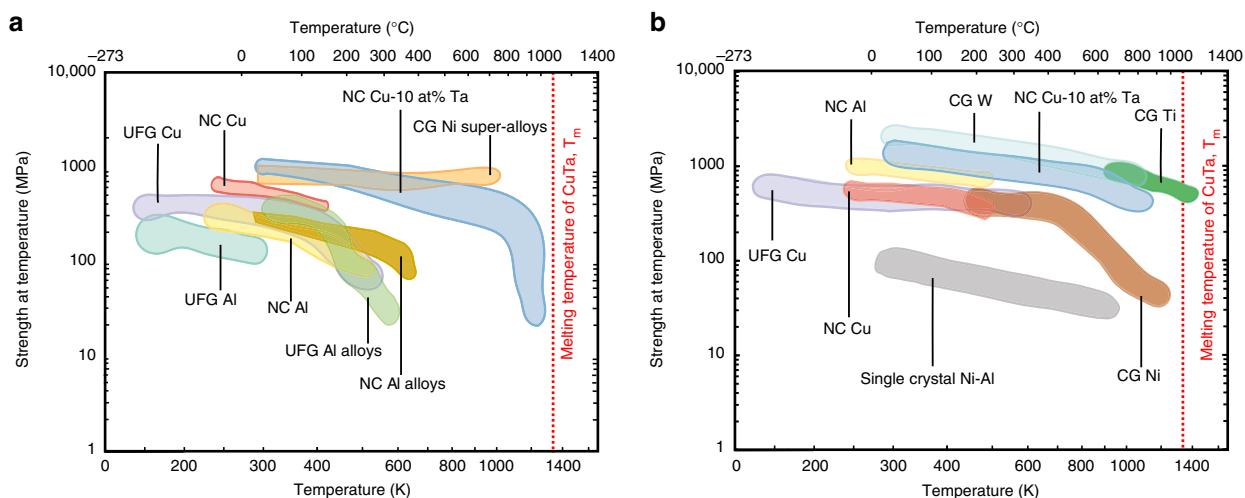 a
Temperature (°C)
–273 0 100 200 300 400 600 800 1000 1400
10,000
1000
100
10
1
Strength at temperature (MPa)
UFG Cu
NC Cu
NC Cu-10 at% Ta
CG Ni super-alloys
UFG Al
NC Al
UFG Al alloys
NC Al alloys
Melting temperature of CuTa, Tm
0 200 300 400 600 800 1000 1400
Temperature (K)
b
Temperature (°C)
–273 0 100 200 300 400 600 800 1000 1400
10,000
1000
100
10
1
Strength at temperature (MPa)
NC Al
CG W
NC Cu-10 at% Ta
CG Ti
UFG Cu
NC Cu
Single crystal Ni-Al
CG Ni
Melting temperature of CuTa, Tm
0 200 300 400 600 800 1000 1400
Temperature (K)